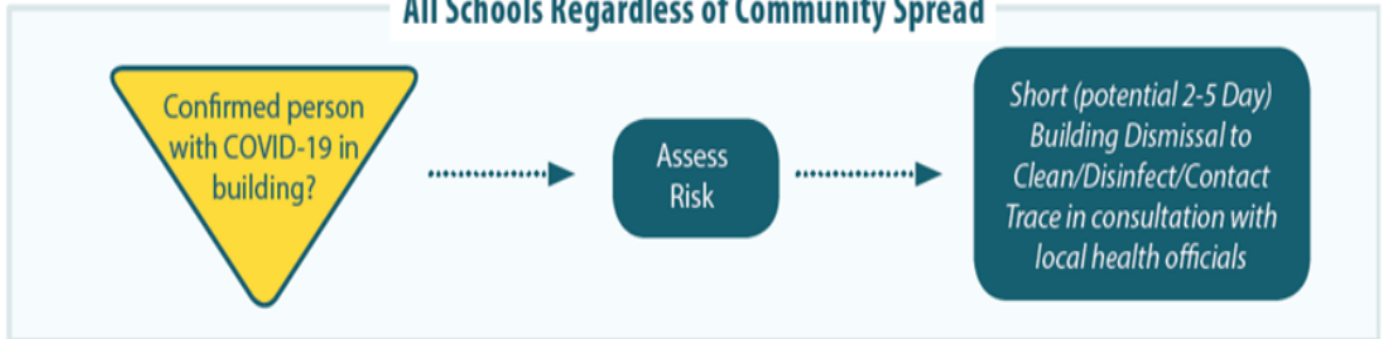 All Schools Regardless of Community Spread
Confirmed person
with COVID-19 in
building?
Assess
Risk
Short (potential 2-5 Day)
Building Dismissal to
Clean/Disinfect/Contact
Trace in consultation with
local health officials